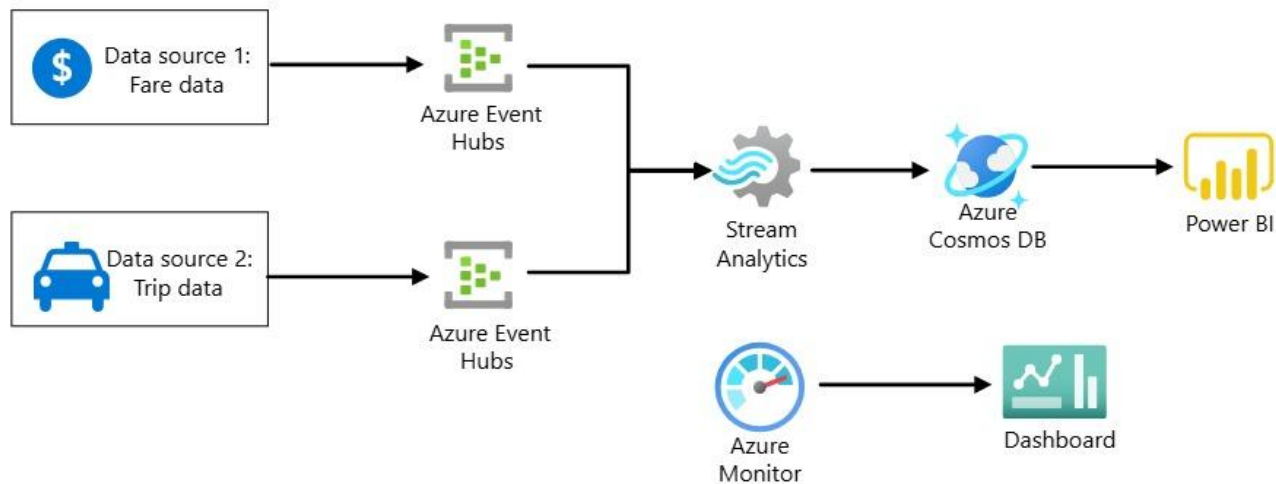 Data source 1:
Fare data
Azure Event
Hubs
Data source 2:
Trip data
Azure Event
Hubs
Stream
Analytics
Azure
Cosmos DB
Power BI
Azure
Monitor
Dashboard